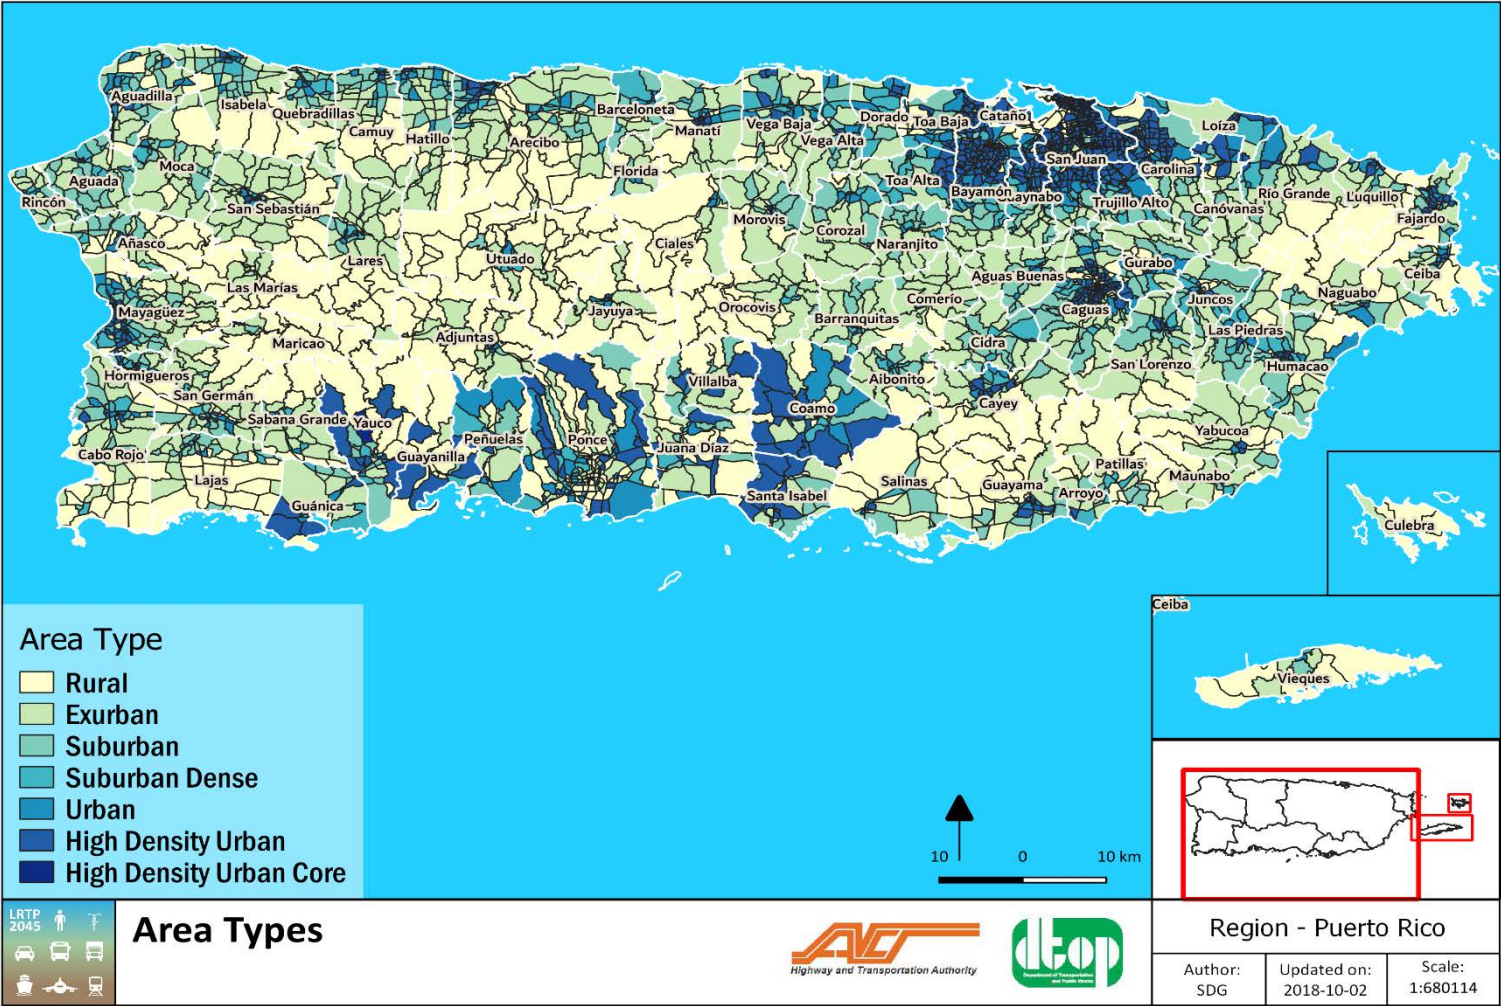 Aguadilla
Isabela
Quebradillas
Camuy
Hatillo
Arecibo
Barceloneta
Manatí
Florida
Vega Baja
Vega Alta
Dorado
Toa Baja
Cataño
San Juan
Loíza
Carolina
Toa Alta
Bayamón
Trujillo Alto
Canóvanas
Río Grande
Luquillo
Fajardo
Moca
Aguada
Rincón
San Sebastián
Añasco
Lares
Utuado
Ciales
Morovis
Corozal
Naranjito
Aguas Buenas
Gurabo
Ceiba
Las Marías
Mayagüez
Jayuya
Orocovis
Barranquitas
Comerío
Caguas
Juncos
Naguabo
Las Piedras
Maricao
Adjuntas
Cidra
Hormigueros
San Germán
Villalba
Aibonito
San Lorenzo
Humacao
Sabana Grande
Yauco
Peñuelas
Ponce
Coamo
Cayey
Yabucoa
Cabo Rojo
Guayanilla
Juana Díaz
Lajas
Guánica
Santa Isabel
Salinas
Guayama
Patillas
Arroyo
Maunabo
Culebra
Ceiba
Vieques
Area Type
Rural
Exurban
Suburban
Suburban Dense
Urban
High Density Urban
High Density Urban Core
10 0 10 km
LRTP
2045
Area Types
Highway and Transportation Authority
dtop
Department of Transportation
and Public Works
Region - Puerto Rico
Author:
SDG
Updated on:
2018-10-02
Scale:
1:680114